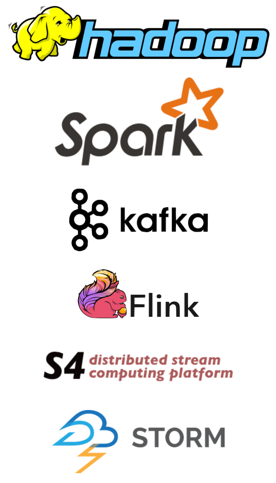 hadoop
Spark
kafka
Flink
S4 distributed stream
computing platform
STORM